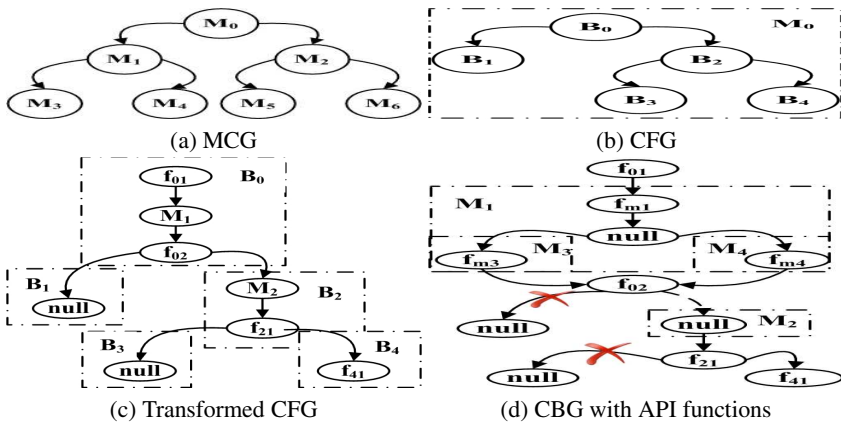 M₀
M₁ M₂
M₃ M₄ M₅ M₆
(a) MCG
B₀ M₀
B₁ B₂
B₃ B₄
(b) CFG
f₀₁ B₀
M₁
f₀₂
B₁ M₂ B₂
null f₂₁
B₃ B₄
null f₄₁
(c) Transformed CFG
f₀₁
M₁ fₘ₁
null
fₘ₃ M₃ M₄ fₘ₄
f₀₂
null null M₂
f₂₁
null f₄₁
(d) CBG with API functions